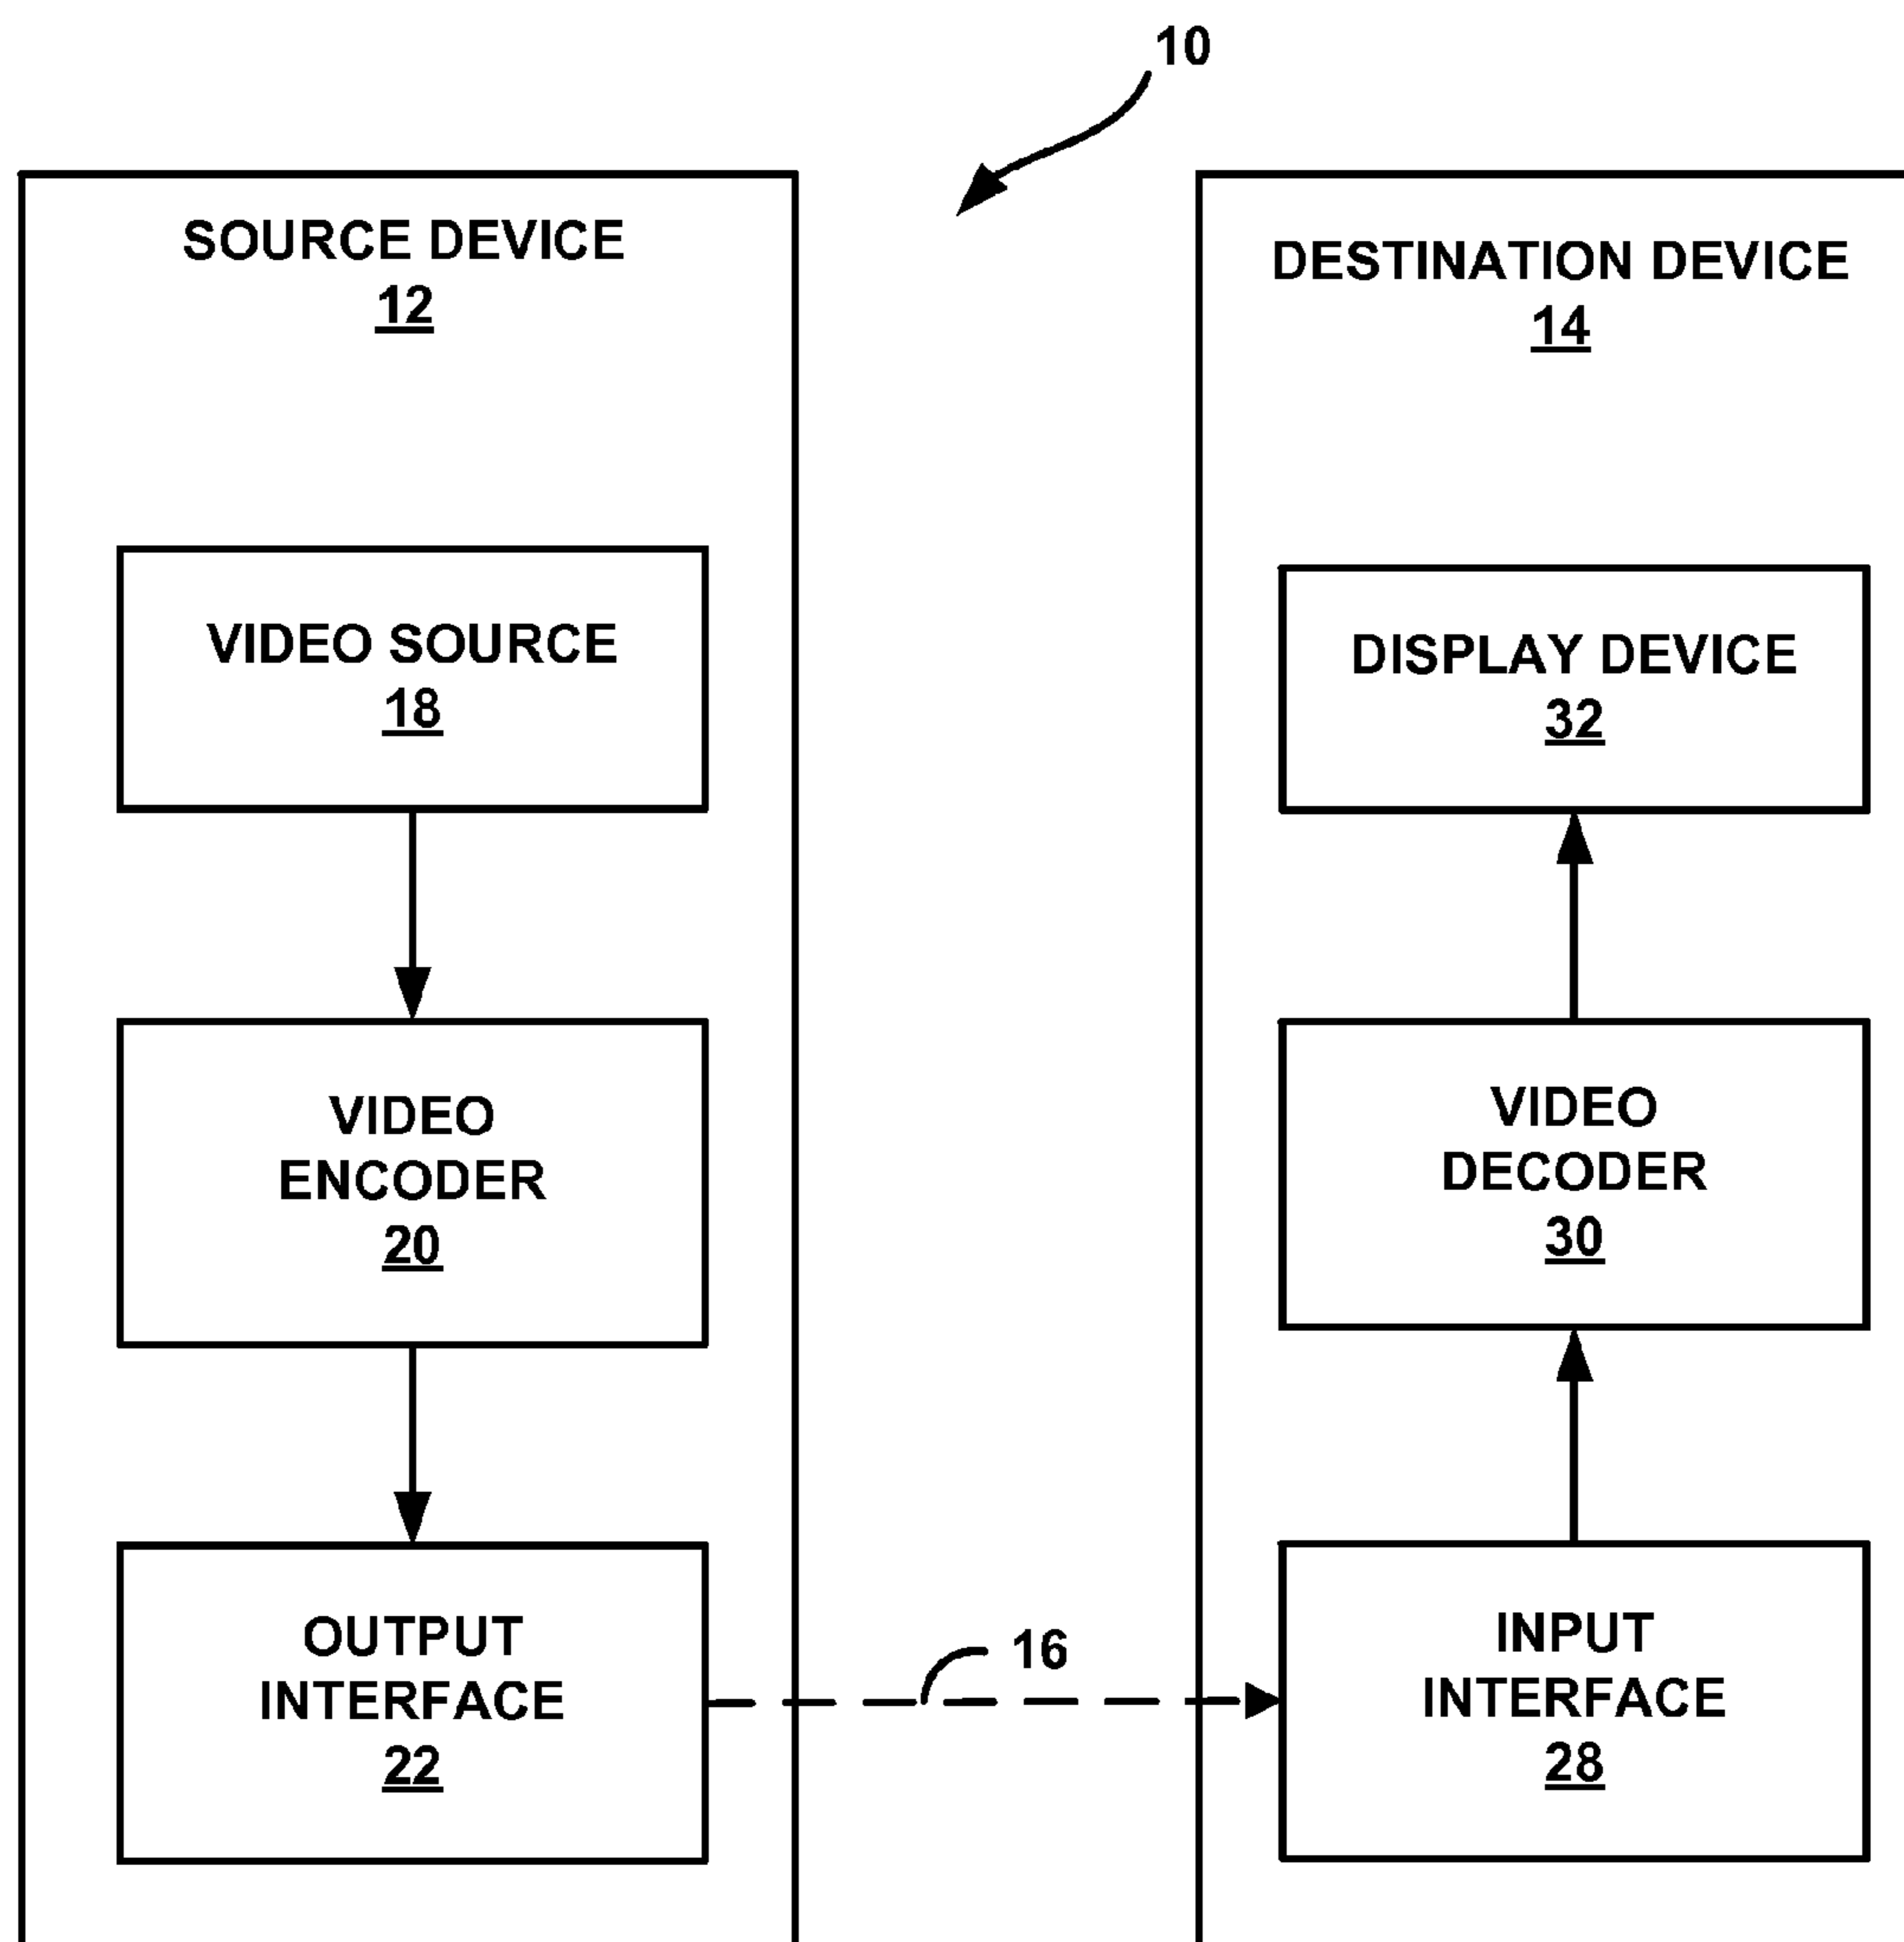 10
SOURCE DEVICE
12
VIDEO SOURCE
18
VIDEO
ENCODER
20
OUTPUT
INTERFACE
22
16
DESTINATION DEVICE
14
DISPLAY DEVICE
32
VIDEO
DECODER
30
INPUT
INTERFACE
28